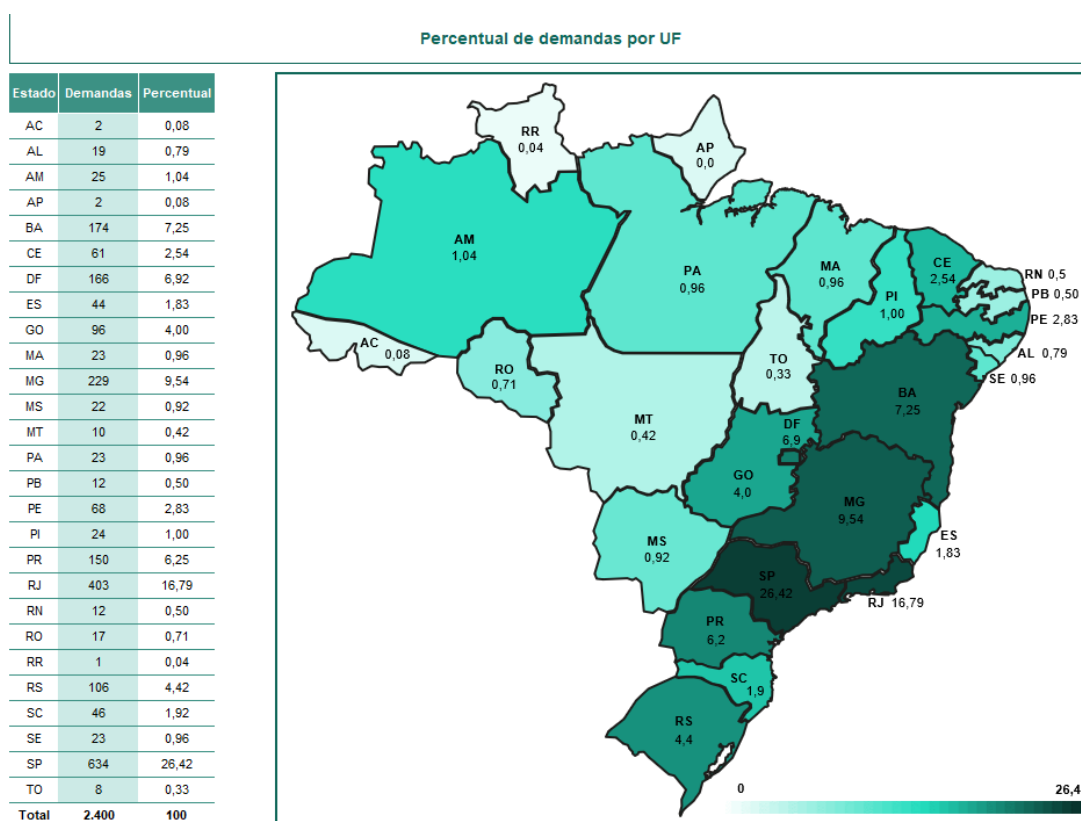 Percentual de demandas por UF
Estado Demandas Percentual
AC 2 0,08
AL 19 0,79
AM 25 1,04
AP 2 0,08
BA 174 7,25
CE 61 2,54
DF 166 6,92
ES 44 1,83
GO 96 4,00
MA 23 0,96
MG 229 9,54
MS 22 0,92
MT 10 0,42
PA 23 0,96
PB 12 0,50
PE 68 2,83
PI 24 1,00
PR 150 6,25
RJ 403 16,79
RN 12 0,50
RO 17 0,71
RR 1 0,04
RS 106 4,42
SC 46 1,92
SE 23 0,96
SP 634 26,42
TO 8 0,33
Total 2.400 100
RR
0,04
AP
0,0
AM
1,04
PA
0,96
MA
0,96
CE
2,54
RN 0,5
PB 0,50
PI
1,00
PE 2,83
AC 0,08
RO
0,71
TO
0,33
AL 0,79
SE 0,96
BA
7,25
MT
0,42
DF
6,9
GO
4,0
MG
9,54
ES
1,83
MS
0,92
SP
26,42
RJ 16,79
PR
6,2
SC
1,9
RS
4,4
0 26,4